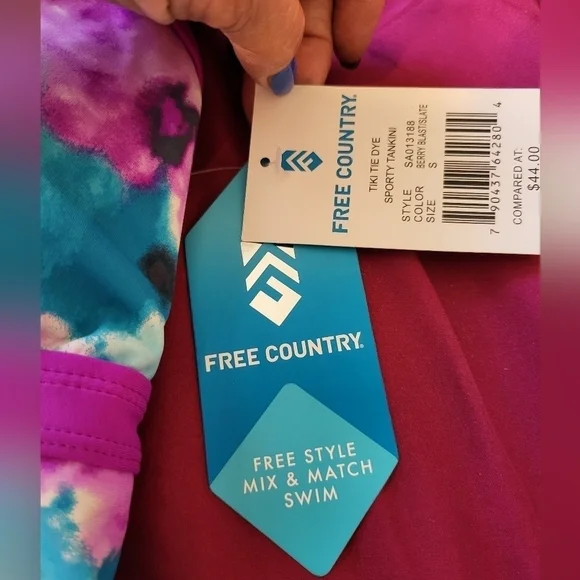 FREE COUNTRY®
TIKI TIE DYE
SPORTY TANKINI
STYLE SA013188
COLOR BERRY BLAST/SLATE
SIZE S
7 90437 64280 4
COMPARED AT:
$44.00
FREE COUNTRY®
FREE STYLE
MIX & MATCH
SWIM